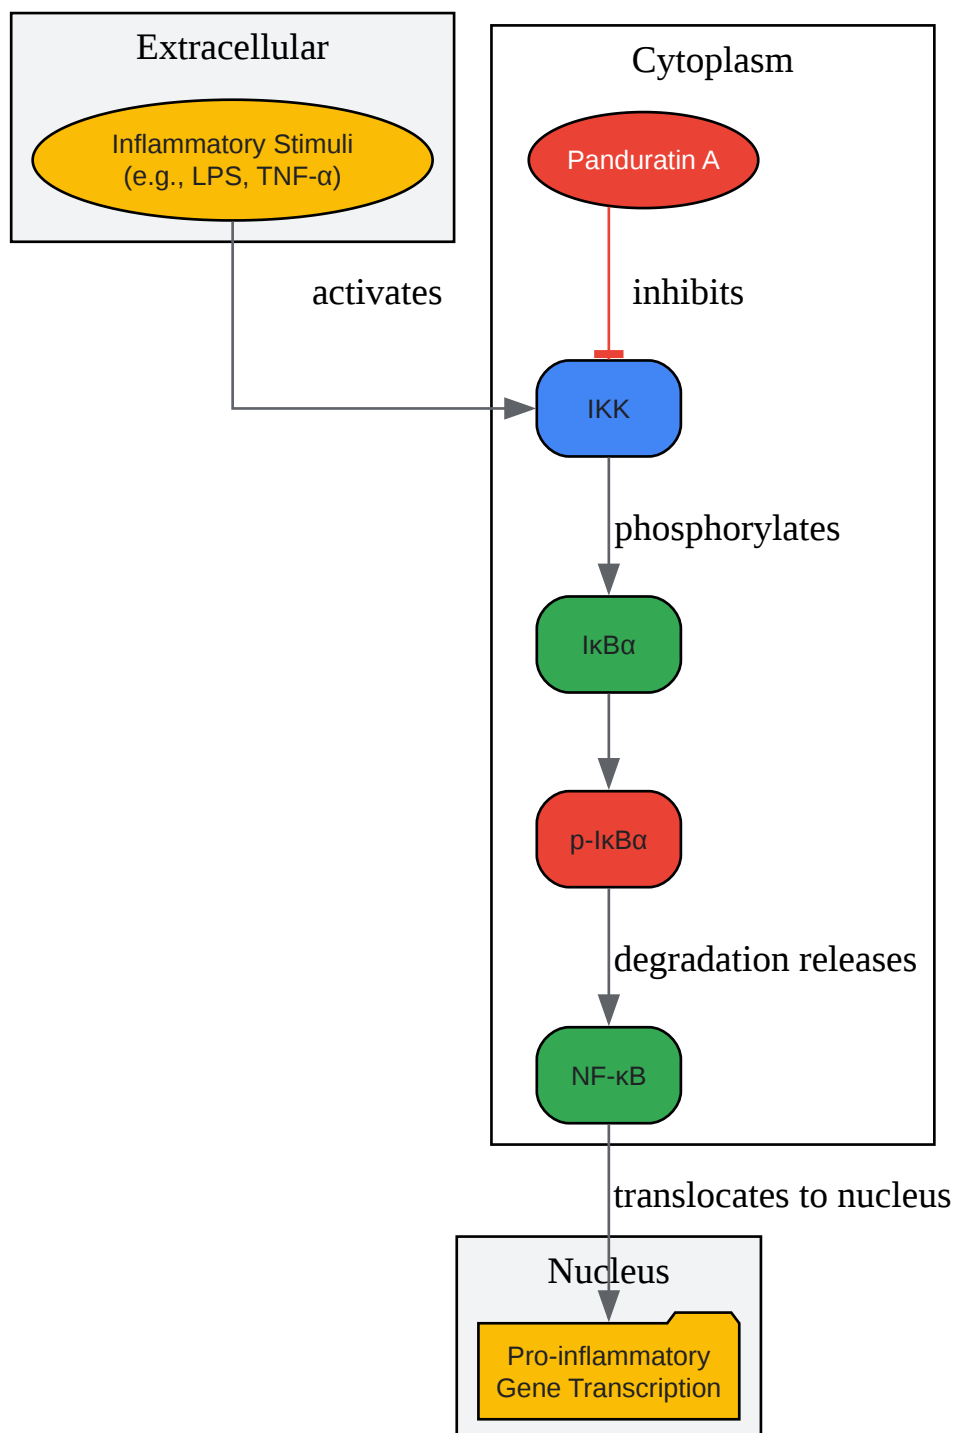 Extracellular
Inflammatory Stimuli
(e.g., LPS, TNF-α)
activates
Cytoplasm
Panduratin A
inhibits
IKK
phosphorylates
IκBα
p-IκBα
degradation releases
NF-κB
translocates to nucleus
Nucleus
Pro-inflammatory
Gene Transcription